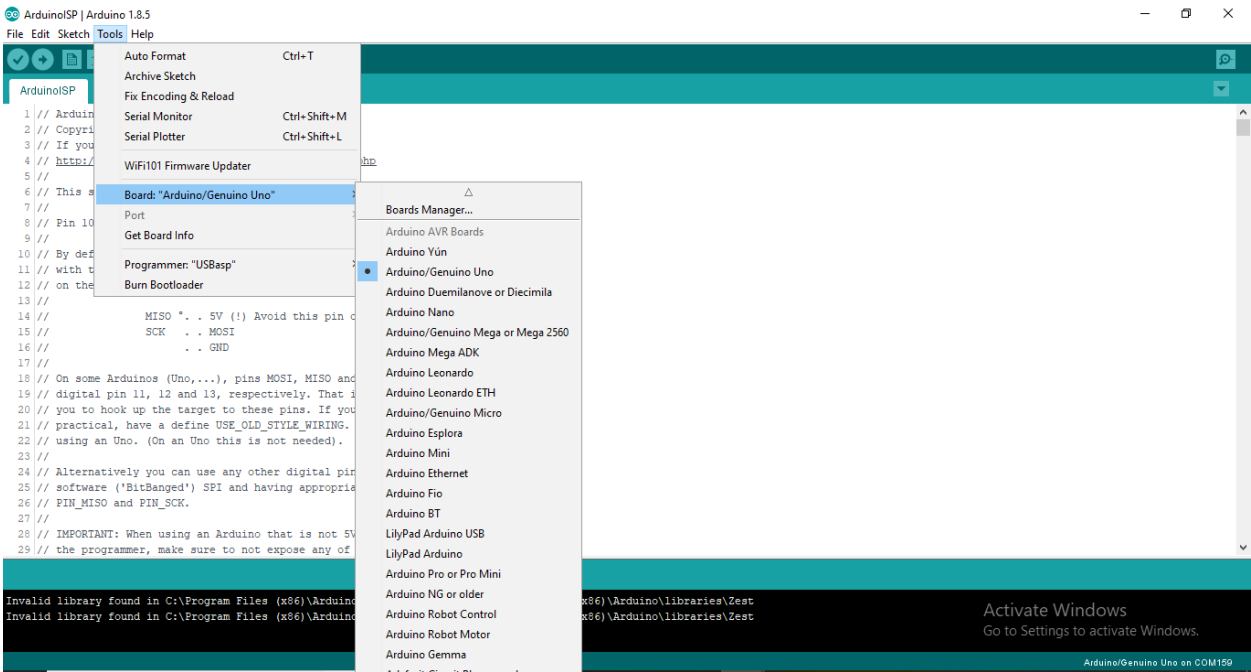 ArduinoISP | Arduino 1.8.5
File Edit Sketch Tools Help
ArduinoISP
Auto Format Ctrl+T
Archive Sketch
Fix Encoding & Reload
Serial Monitor Ctrl+Shift+M
Serial Plotter Ctrl+Shift+L
WiFi101 Firmware Updater
Board: "Arduino/Genuino Uno"
Port
Get Board Info
Programmer: "USBasp"
Burn Bootloader
Boards Manager...
Arduino AVR Boards
Arduino Yún
Arduino/Genuino Uno
Arduino Duemilanove or Diecimila
Arduino Nano
Arduino/Genuino Mega or Mega 2560
Arduino Mega ADK
Arduino Leonardo
Arduino Leonardo ETH
Arduino/Genuino Micro
Arduino Esplora
Arduino Mini
Arduino Ethernet
Arduino Fio
Arduino BT
LilyPad Arduino USB
LilyPad Arduino
Arduino Pro or Pro Mini
Arduino NG or older
Arduino Robot Control
Arduino Robot Motor
Arduino Gemma
1 // Arduin
2 // Copyri
3 // If you
4 // http:/ hp
5 //
6 // This s
7 //
8 // Pin 10
9 //
10 // By def
11 // with t
12 // on the
13 //
14 // MISO °. . 5V (!) Avoid this pin o
15 // SCK . . MOSI
16 // . . GND
17 //
18 // On some Arduinos (Uno,...), pins MOSI, MISO and
19 // digital pin 11, 12 and 13, respectively. That i
20 // you to hook up the target to these pins. If you
21 // practical, have a define USE_OLD_STYLE_WIRING.
22 // using an Uno. (On an Uno this is not needed).
23 //
24 // Alternatively you can use any other digital pin
25 // software ('BitBanged') SPI and having appropria
26 // PIN_MISO and PIN_SCK.
27 //
28 // IMPORTANT: When using an Arduino that is not 5V
29 // the programmer, make sure to not expose any of
Invalid library found in C:\Program Files (x86)\Arduino x86)\Arduino\libraries\Zest
Invalid library found in C:\Program Files (x86)\Arduino x86)\Arduino\libraries\Zest
Activate Windows
Go to Settings to activate Windows.
Arduino/Genuino Uno on COM159